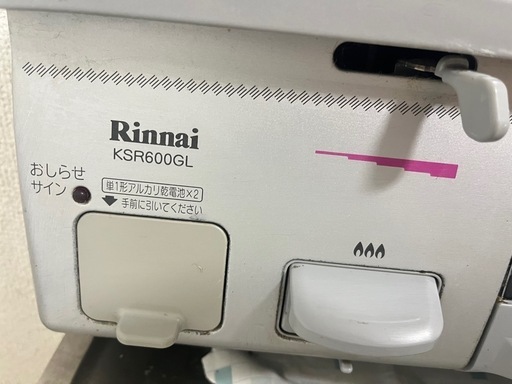 Rinnai
KSR600GL
おしらせ
サイン
単1形アルカリ乾電池×2
手前に引いてください